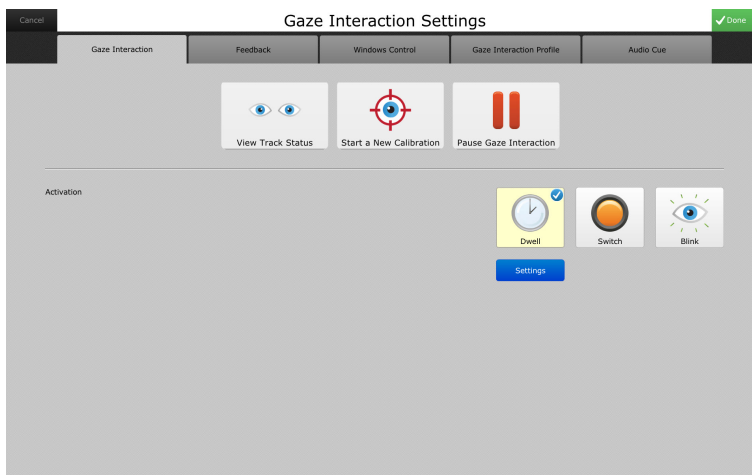 Cancel
Gaze Interaction Settings
Done
Gaze Interaction
Feedback
Windows Control
Gaze Interaction Profile
Audio Cue
View Track Status
Start a New Calibration
Pause Gaze Interaction
Activation
Dwell
Switch
Blink
Settings